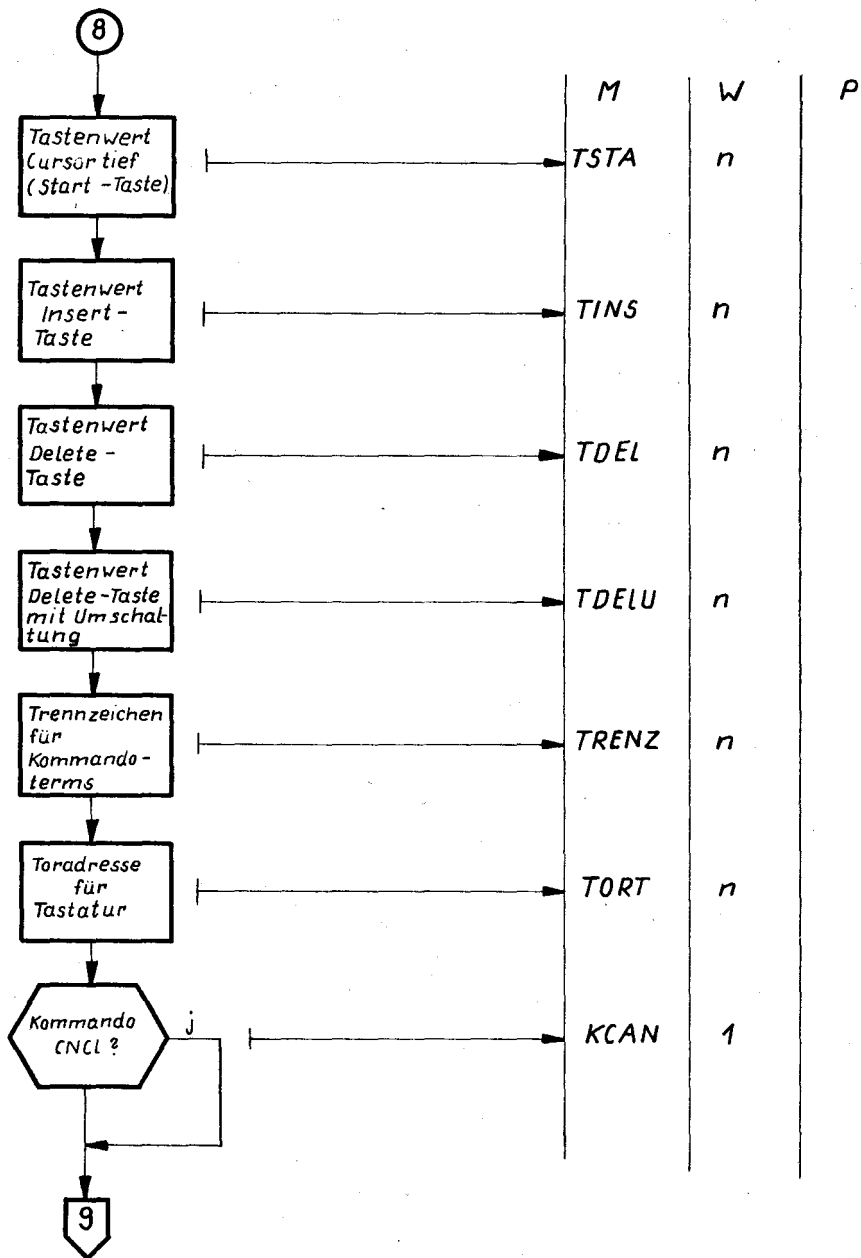 8
M W P
Tastenwert
Cursor tief
(Start-Taste)
TSTA n
Tastenwert
Insert-
Taste
TINS n
Tastenwert
Delete-
Taste
TDEL n
Tastenwert
Delete-Taste
mit Umschal-
tung
TDELU n
Trennzeichen
für
Kommando-
terms
TRENZ n
Toradresse
für
Tastatur
TORT n
Kommando
CNCL?
j
KCAN 1
9